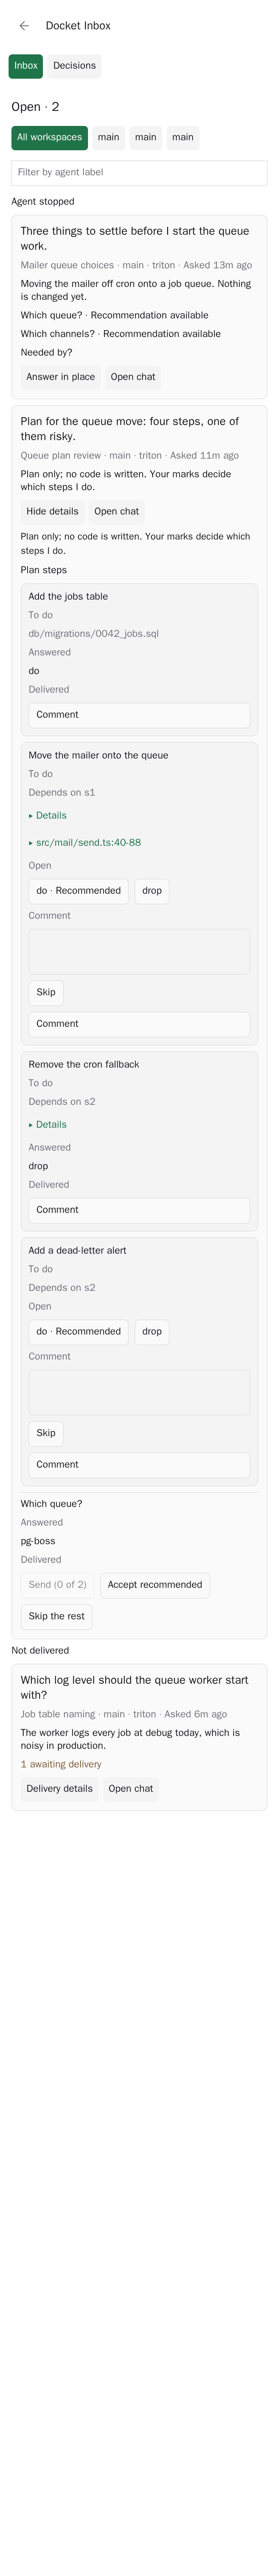 Docket Inbox
Inbox
Decisions
Open · 2
All workspaces
main
main
main
Filter by agent label
Agent stopped
Three things to settle before I start the queue
work.
Mailer queue choices · main · triton · Asked 13m ago
Moving the mailer off cron onto a job queue. Nothing
is changed yet.
Which queue? · Recommendation available
Which channels? · Recommendation available
Needed by?
Answer in place
Open chat
Plan for the queue move: four steps, one of
them risky.
Queue plan review · main · triton · Asked 11m ago
Plan only; no code is written. Your marks decide
which steps I do.
Hide details
Open chat
Plan only; no code is written. Your marks decide which
steps I do.
Plan steps
Add the jobs table
To do
db/migrations/0042_jobs.sql
Answered
do
Delivered
Comment
Move the mailer onto the queue
To do
Depends on s1
Details
src/mail/send.ts:40-88
Open
do · Recommended
drop
Comment
Skip
Comment
Remove the cron fallback
To do
Depends on s2
Details
Answered
drop
Delivered
Comment
Add a dead-letter alert
To do
Depends on s2
Open
do · Recommended
drop
Comment
Skip
Comment
Which queue?
Answered
pg-boss
Delivered
Send (0 of 2)
Accept recommended
Skip the rest
Not delivered
Which log level should the queue worker start
with?
Job table naming · main · triton · Asked 6m ago
The worker logs every job at debug today, which is
noisy in production.
1 awaiting delivery
Delivery details
Open chat